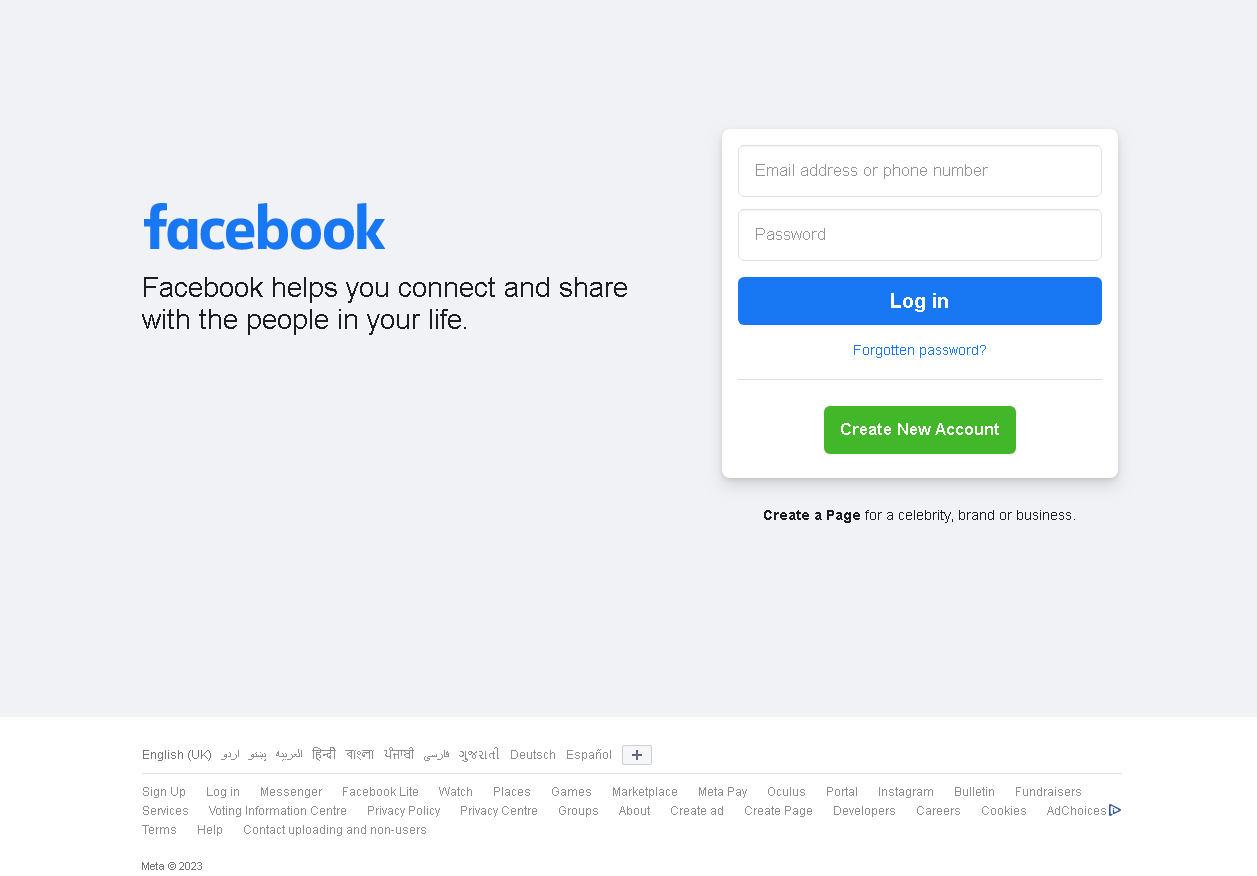 facebook
Facebook helps you connect and share
with the people in your life.
Email address or phone number
Password
Log in
Forgotten password?
Create New Account
Create a Page for a celebrity, brand or business.
English (UK) اردو پښتو العربية हिन्दी বাংলা ਪੰਜਾਬੀ فارسی ગુજરાતી Deutsch Español +
Sign Up Log in Messenger Facebook Lite Watch Places Games Marketplace Meta Pay Oculus Portal Instagram Bulletin Fundraisers
Services Voting Information Centre Privacy Policy Privacy Centre Groups About Create ad Create Page Developers Careers Cookies AdChoices
Terms Help Contact uploading and non-users
Meta © 2023